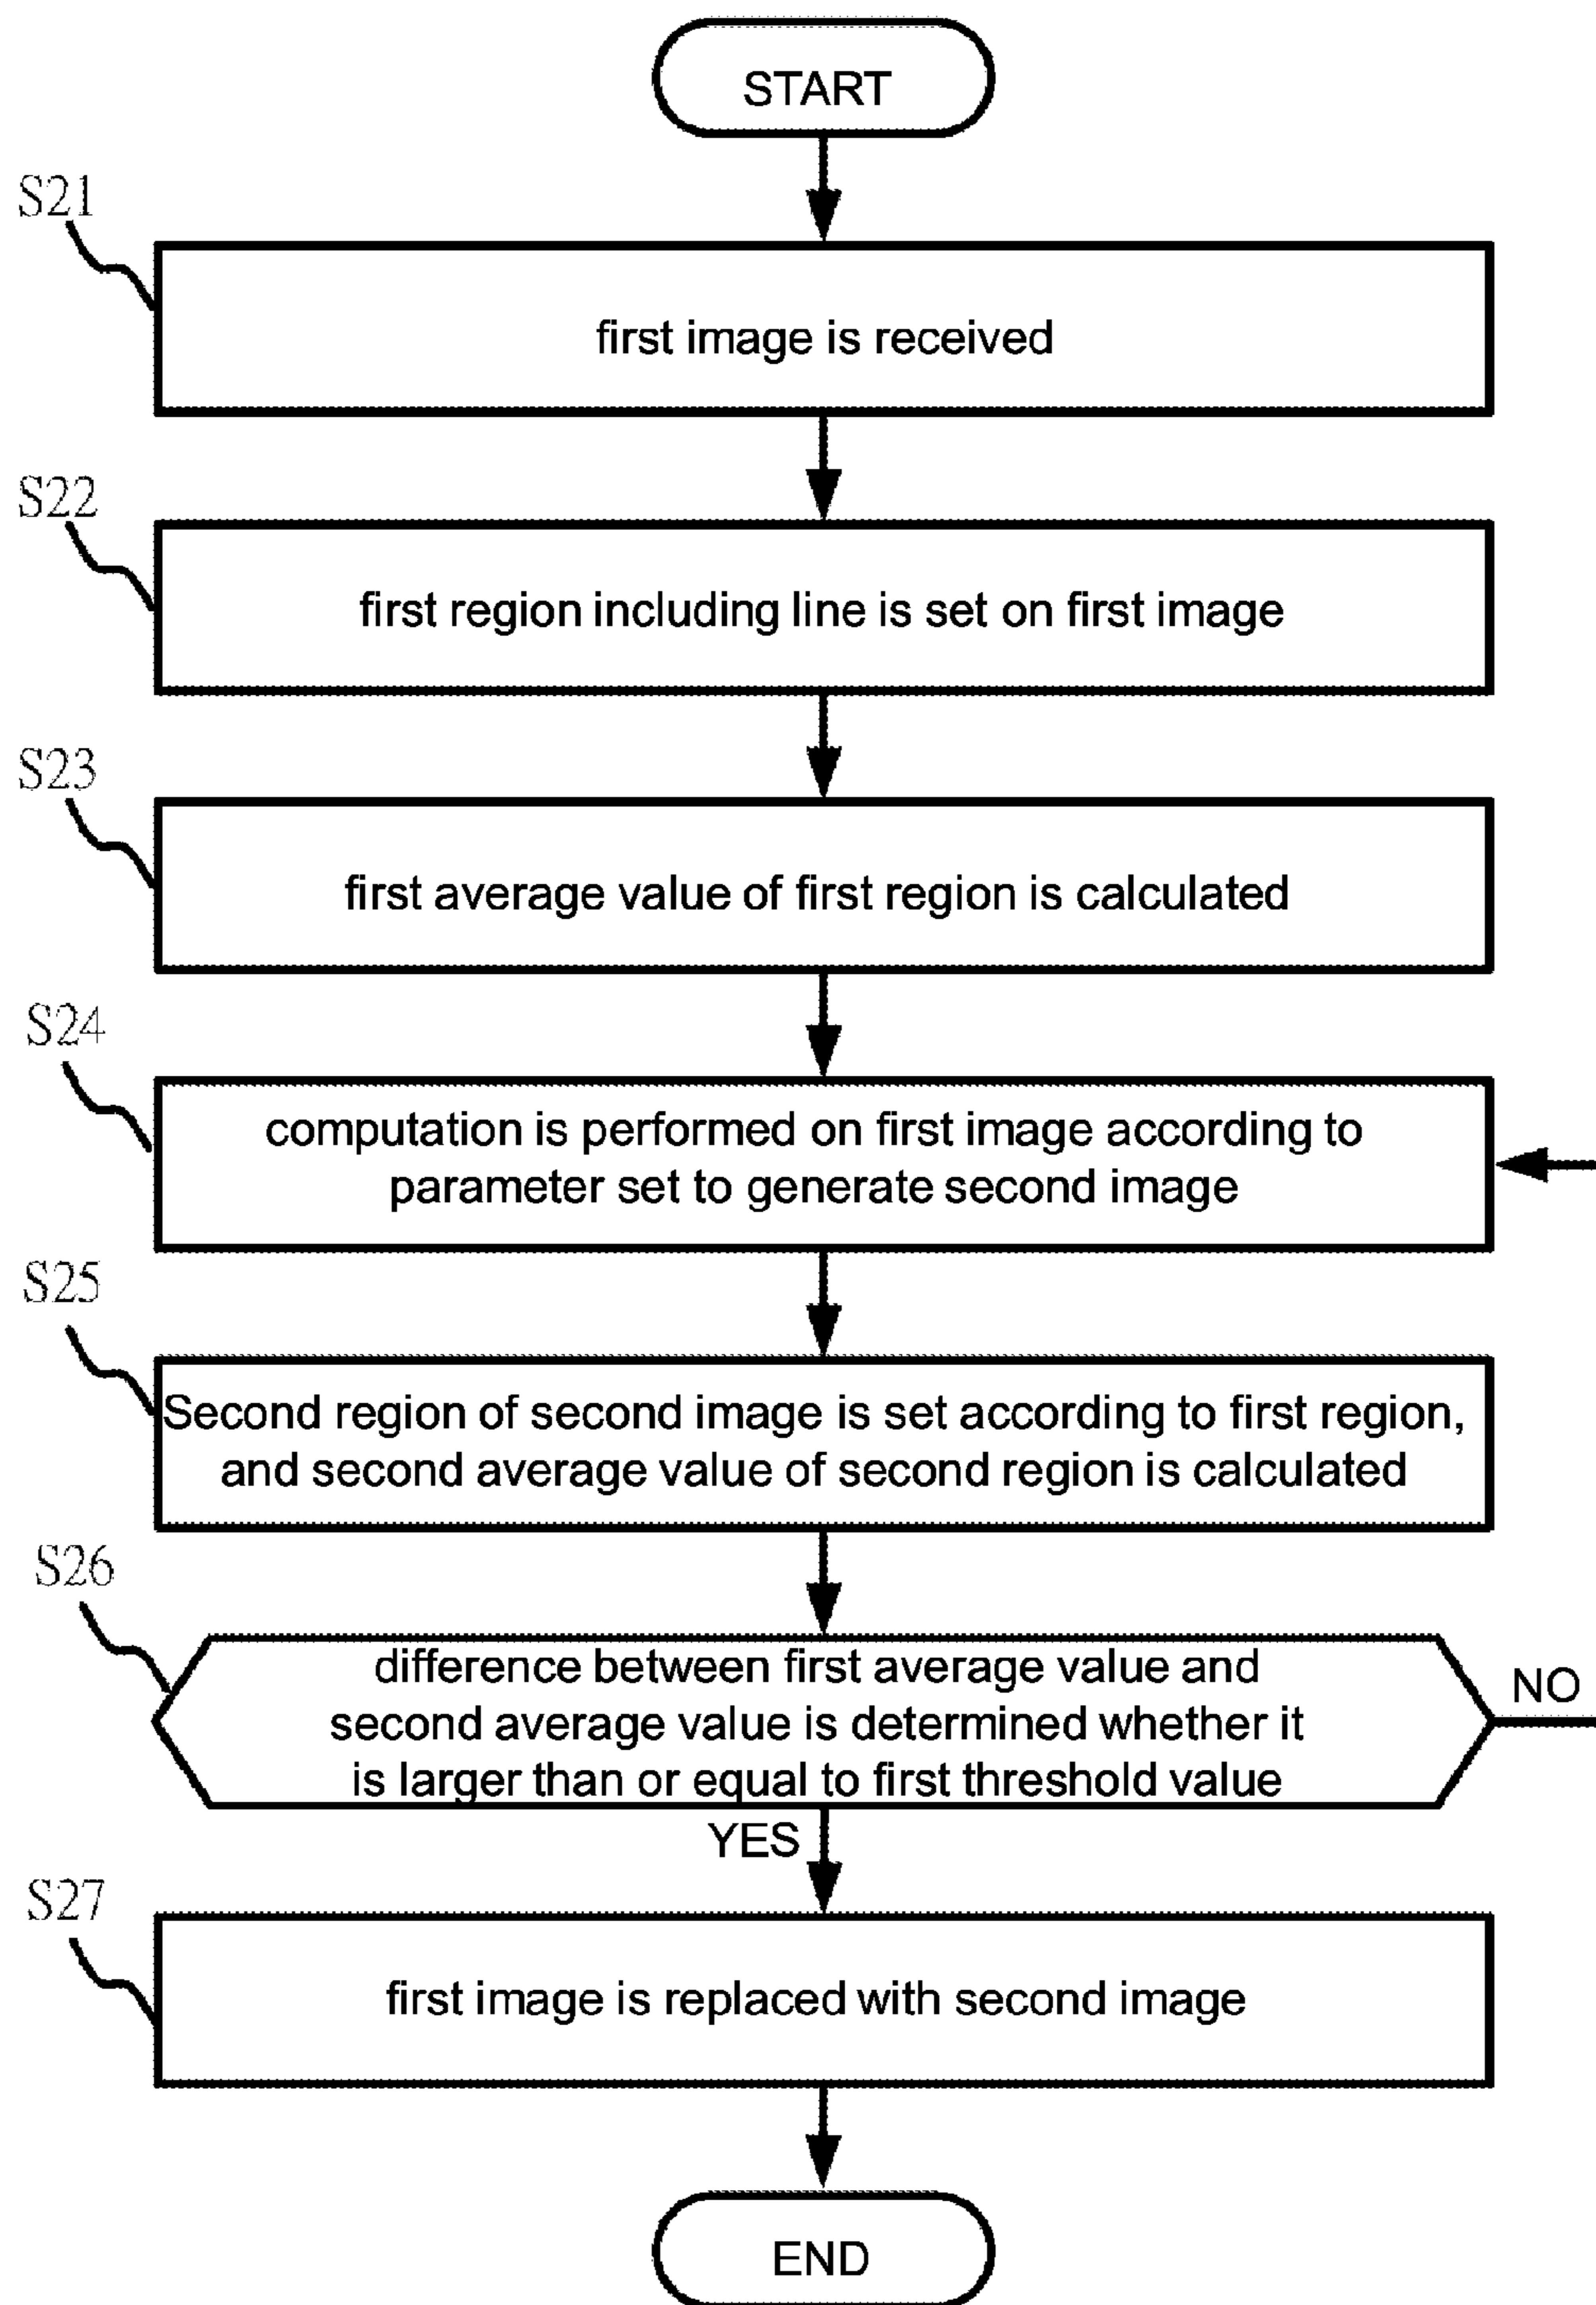 START
S21
first image is received
S22
first region including line is set on first image
S23
first average value of first region is calculated
S24
computation is performed on first image according to
parameter set to generate second image
S25
Second region of second image is set according to first region,
and second average value of second region is calculated
S26
difference between first average value and
second average value is determined whether it
is larger than or equal to first threshold value
NO
YES
S27
first image is replaced with second image
END